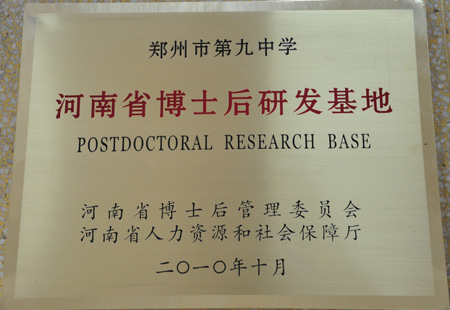 郑州市第九中学
河南省博士后研发基地
POSTDOCTORAL RESEARCH BASE
河南省博士后管理委员会
河南省人力资源和社会保障厅
二〇一〇年十月